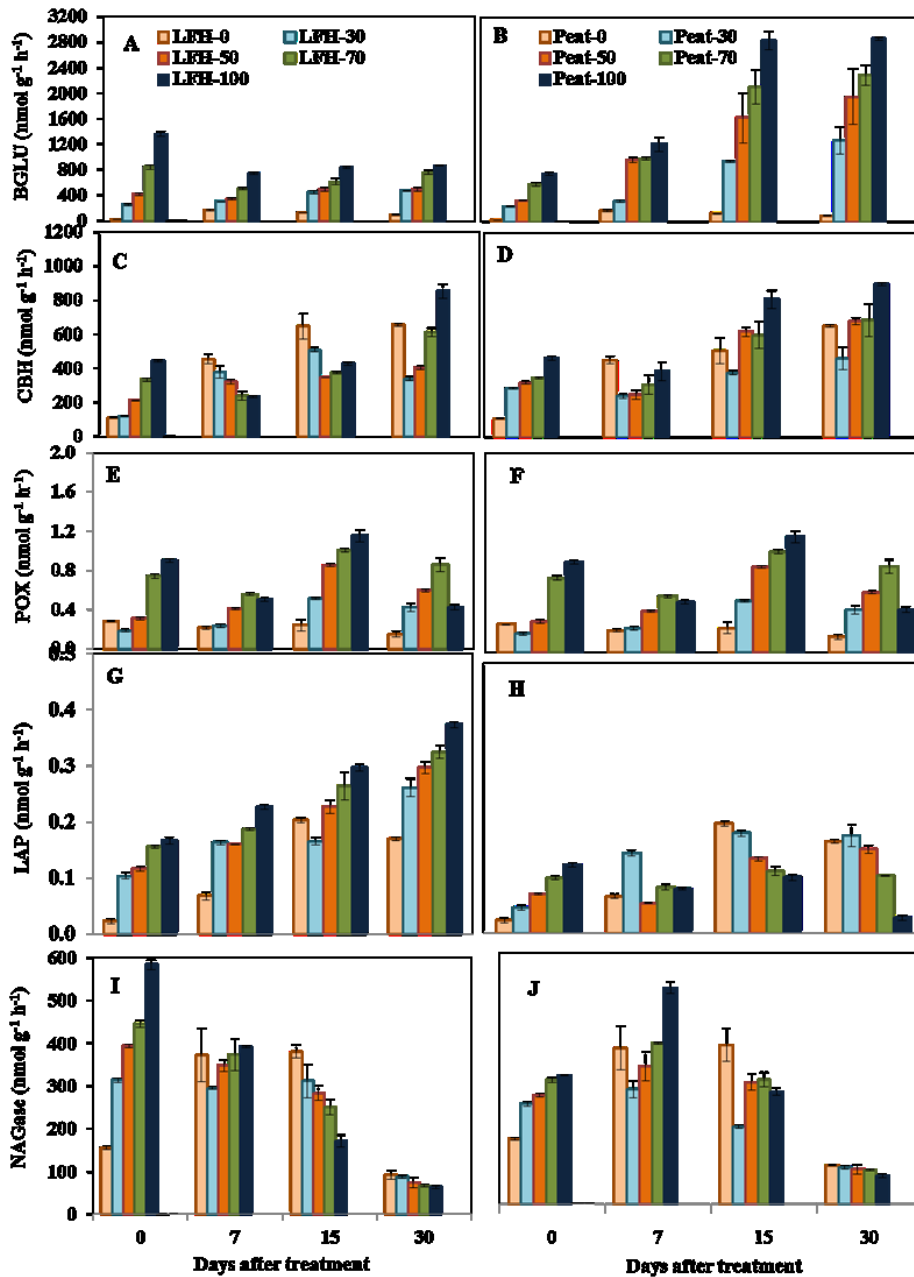 A LFH-0 LFH-30
LFH-50 LFH-70
LFH-100
B Peat-0 Peat-30
Peat-50 Peat-70
Peat-100
3200
2800
2400
2000
1600
1200
800
400
0
BGLU (nmol g-1 h-1)
C
D
1200
1000
800
600
400
200
0
CBH (nmol g-1 h-1)
E
F
2.0
1.6
1.2
0.8
0.4
0.0
POX (nmol g-1 h-1)
G
H
0.5
0.4
0.3
0.2
0.1
0.0
LAP (nmol g-1 h-1)
I
J
600
500
400
300
200
100
0
NAGase (nmol g-1 h-1)
0 7 15 30
Days after treatment
0 7 15 30
Days after treatment